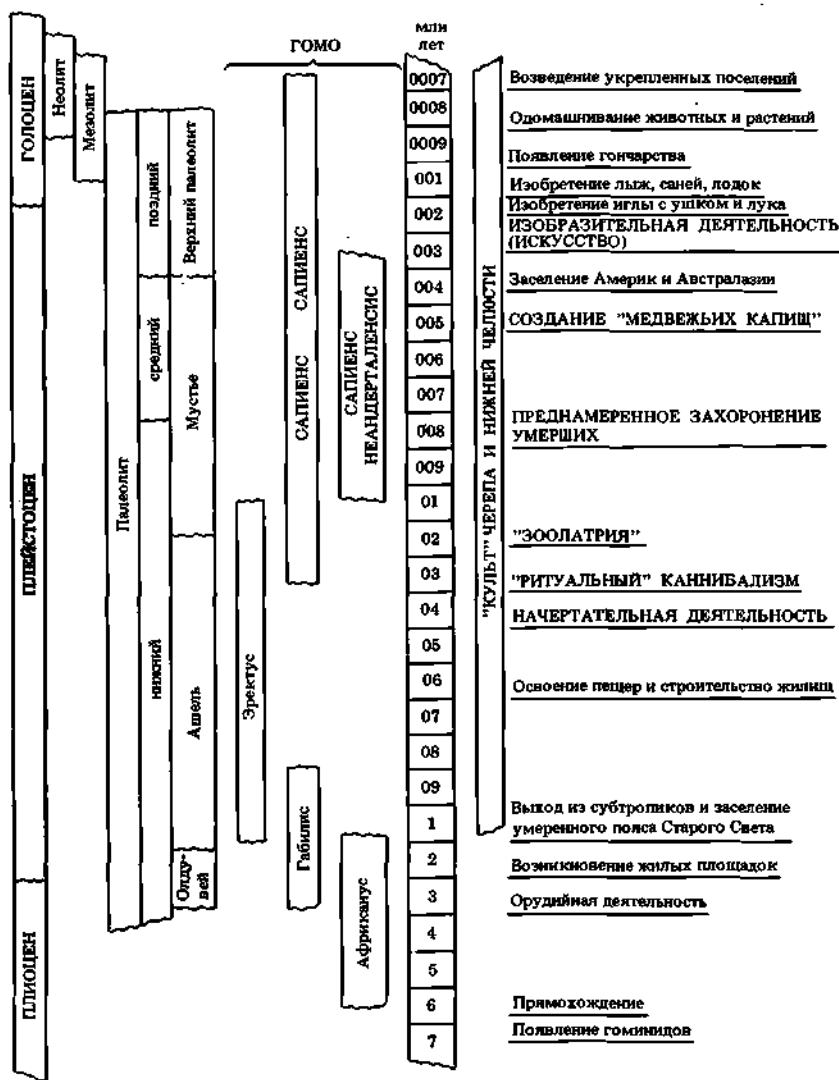 млн
лет
ГОМО
ГОЛОЦЕН
ПЛЕЙСТОЦЕН
ПЛИОЦЕН
Неолит
Мезолит
Палеолит
поздний
средний
нижний
Верхний палеолит
Мустье
Ашель
Олду-
вей
Эректус
САПИЕНС САПИЕНС
Габилис
САПИЕНС
НЕАНДЕРТАЛЕНСИС
Африканус
0007
0008
0009
001
002
003
004
005
006
007
008
009
01
02
03
04
05
06
07
08
09
1
2
3
4
5
6
7
"КУЛЬТ" ЧЕРЕПА И НИЖНЕЙ ЧЕЛЮСТИ
Возведение укрепленных поселений
Одомашнивание животных и растений
Появление гончарства
Изобретение лыж, саней, лодок
Изобретение иглы с ушком и лука
ИЗОБРАЗИТЕЛЬНАЯ ДЕЯТЕЛЬНОСТЬ
(ИСКУССТВО)
Заселение Америк и Австралазии
СОЗДАНИЕ "МЕДВЕЖЬИХ КАПИЩ"
ПРЕДНАМЕРЕННОЕ ЗАХОРОНЕНИЕ
УМЕРШИХ
"ЗООЛАТРИЯ"
"РИТУАЛЬНЫЙ" КАННИБАЛИЗМ
НАЧЕРТАТЕЛЬНАЯ ДЕЯТЕЛЬНОСТЬ
Освоение пещер и строительство жилищ
Выход из субтропиков и заселение
умеренного пояса Старого Света
Возникновение жилых площадок
Орудийная деятельность
Прямохождение
Появление гоминидов